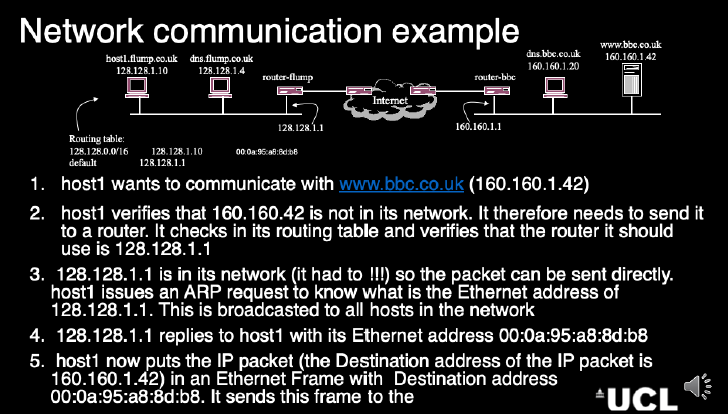 Network communication example
host1.flump.co.uk
128.128.1.10
dns.flump.co.uk
128.128.1.4
router-flump
Internet
router-bbc
dns.bbc.co.uk
160.160.1.20
www.bbc.co.uk
160.160.1.42
128.128.1.1
160.160.1.1
Routing table:
128.128.0.0/16 128.128.1.10 00:0a:95:a8:8d:b8
default 128.128.1.1
1. host1 wants to communicate with www.bbc.co.uk (160.160.1.42)
2. host1 verifies that 160.160.42 is not in its network. It therefore needs to send it
to a router. It checks in its routing table and verifies that the router it should
use is 128.128.1.1
3. 128.128.1.1 is in its network (it had to !!!) so the packet can be sent directly.
host1 issues an ARP request to know what is the Ethernet address of
128.128.1.1. This is broadcasted to all hosts in the network
4. 128.128.1.1 replies to host1 with its Ethernet address 00:0a:95:a8:8d:b8
5. host1 now puts the IP packet (the Destination address of the IP packet is
160.160.1.42) in an Ethernet Frame with Destination address
00:0a:95:a8:8d:b8. It sends this frame to the
UCL